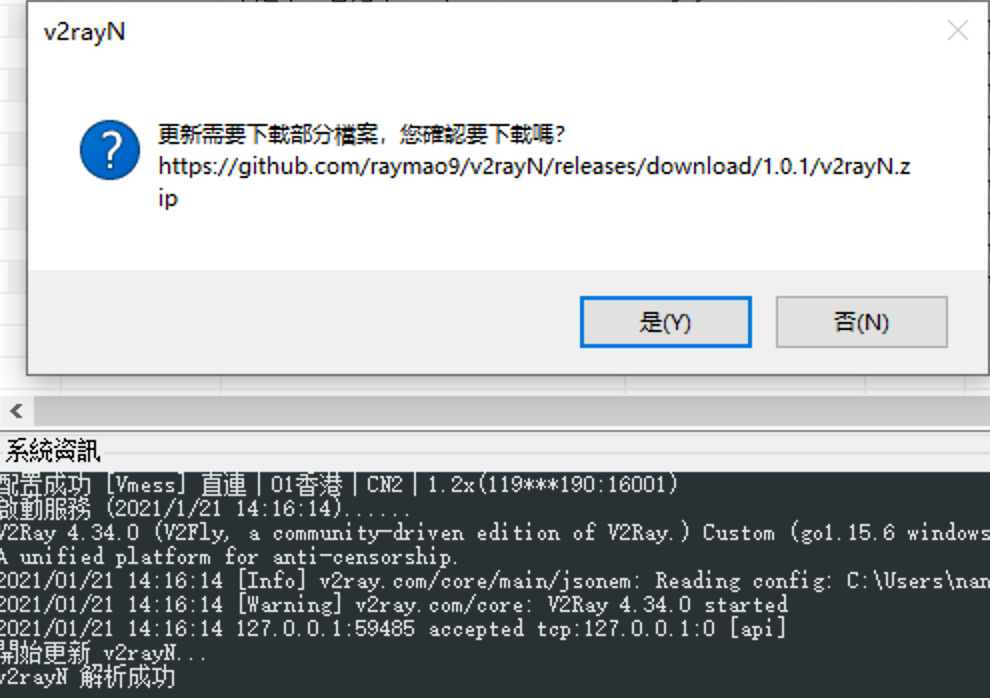 v2rayN
更新需要下載部分檔案，您確認要下載嗎?
https://github.com/raymao9/v2rayN/releases/download/1.0.1/v2rayN.z
ip
是(Y)
否(N)
系統資訊
配置成功 [Vmess] 直連|01香港|CN2|1.2x(119***190:16001)
啟動服務 (2021/1/21 14:16:14)......
V2Ray 4.34.0 (V2Fly, a community-driven edition of V2Ray.) Custom (go1.15.6 windows
A unified platform for anti-censorship.
2021/01/21 14:16:14 [Info] v2ray.com/core/main/jsonem: Reading config: C:\Users\nan
2021/01/21 14:16:14 [Warning] v2ray.com/core: V2Ray 4.34.0 started
2021/01/21 14:16:14 127.0.0.1:59485 accepted tcp:127.0.0.1:0 [api]
開始更新 v2rayN...
v2rayN 解析成功